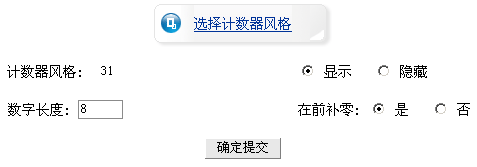 选择计数器风格
计数器风格： 31 显示 隐藏
数字长度: 8 在前补零: 是 否
确定提交